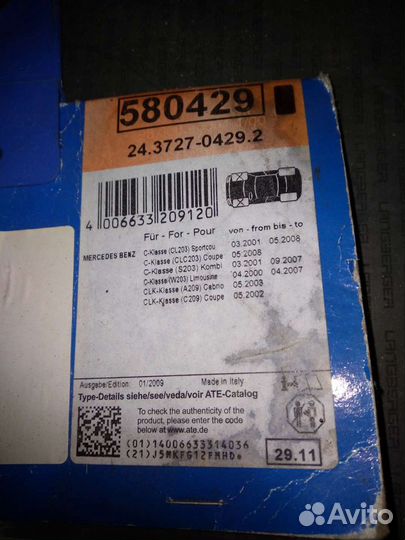 580429
24.3727-0429.2
4 006633 209120
Für - For - Pour von - from bis - to
MERCEDES BENZ C-Klasse (CL203) Sportcou 03.2001 05.2008
C-Klasse (CLC203) Coupe 05.2008
C-Klasse (S203) Kombi 03.2001 09.2007
C-Klasse (W203) Limousine 04.2000 04.2007
CLK-Klasse (A209) Cabrio 05.2003
CLK-Klasse (C209) Coupe 05.2002
Ausgabe/Edition 01/2009 Made in Italy
Type-Details siehe/see/veda/voir ATE-Catalog
To check the authenticity of the
product, please enter the code
at www.ate.de.
(01)14006633314036
(21)J5MKFG12FMHD
29.11
Avito